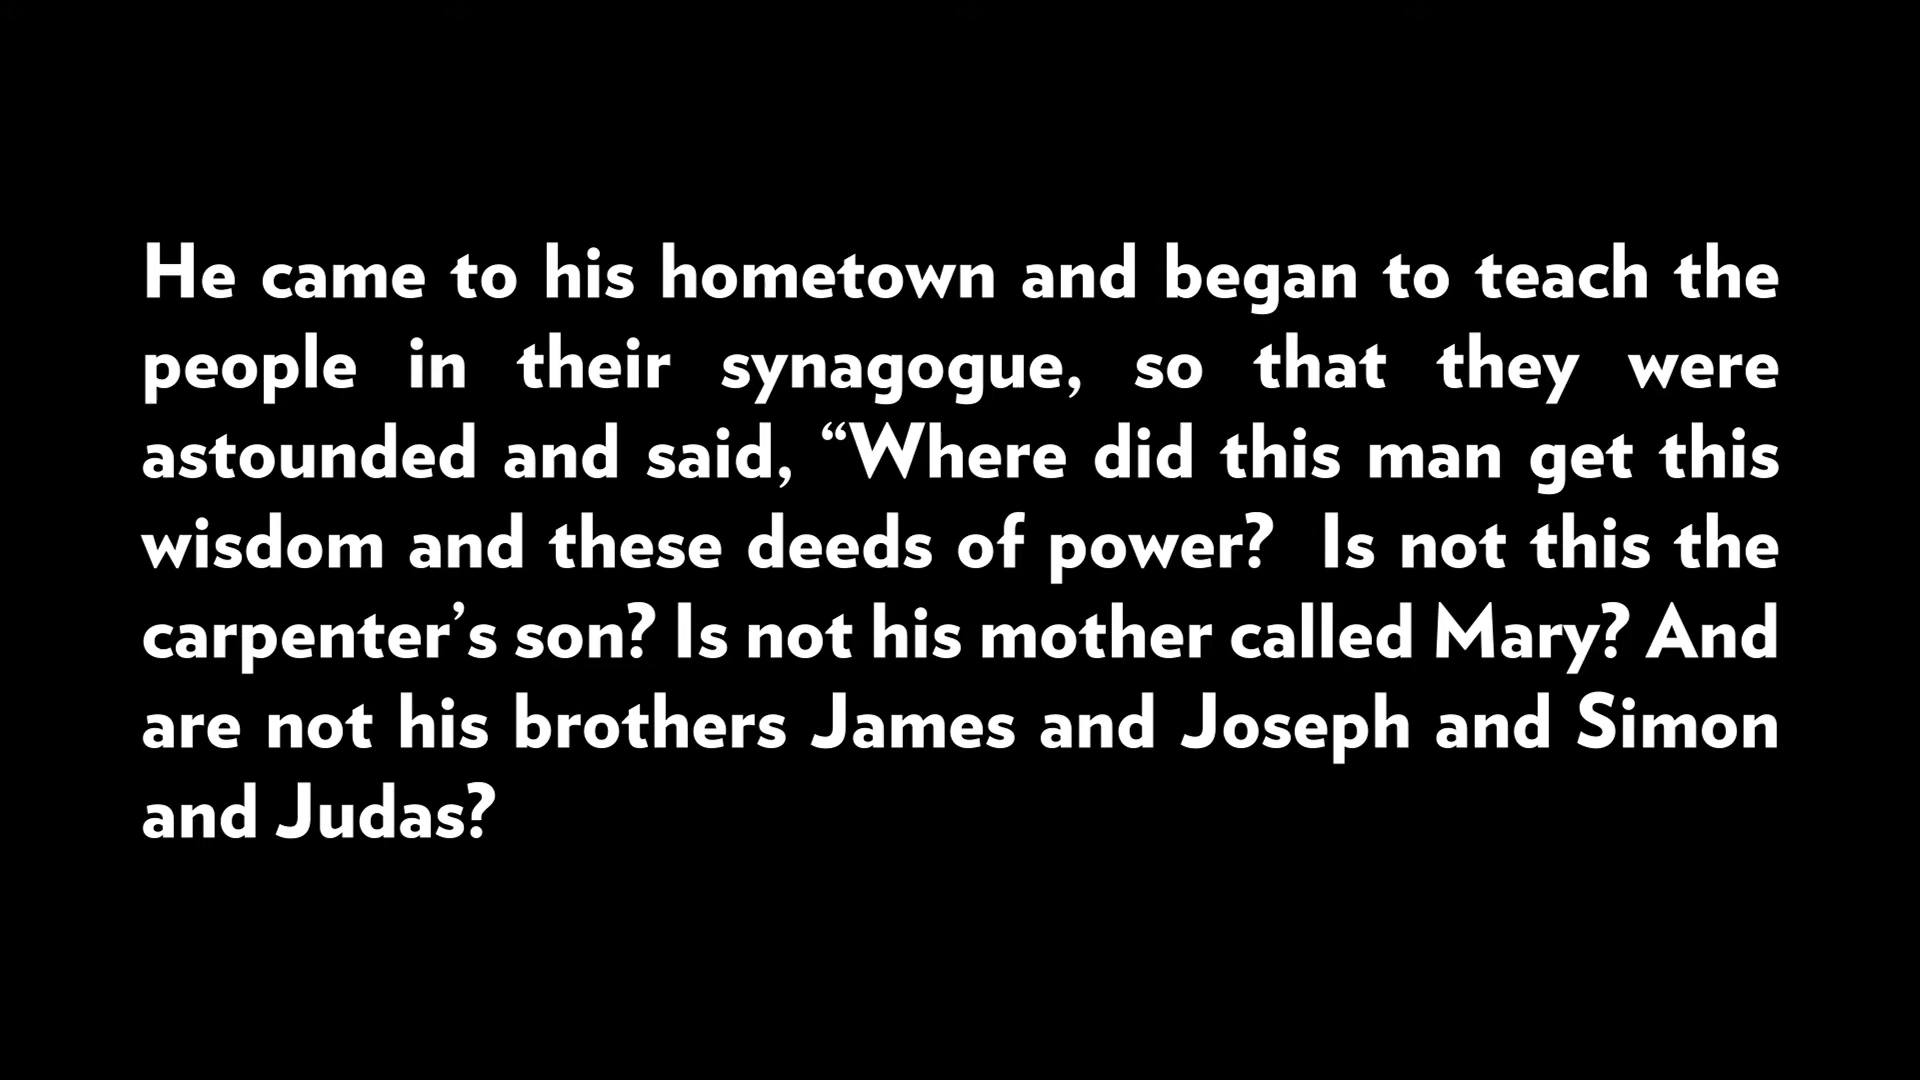 He came to his hometown and began to teach the
people in their synagogue, so that they were
astounded and said, “Where did this man get this
wisdom and these deeds of power?  Is not this the
carpenter’s son? Is not his mother called Mary? And
are not his brothers James and Joseph and Simon
and Judas?